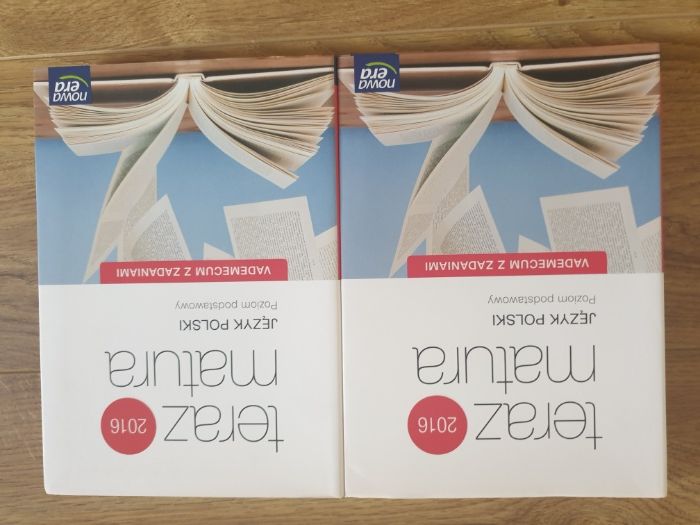 teraz
matura
2016
JĘZYK POLSKI
Poziom podstawowy
VADEMECUM Z ZADANIAMI
nowa
era
teraz
matura
2016
JĘZYK POLSKI
Poziom podstawowy
VADEMECUM Z ZADANIAMI
nowa
era